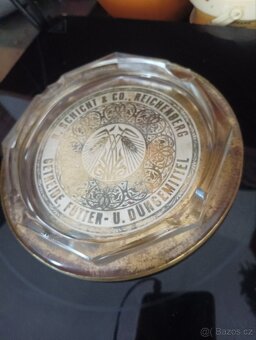 SCHICHT & CO., REICHENBERG
GETREIDE, FUTTER- U. DÜNGEMITTEL
Bazos.cz